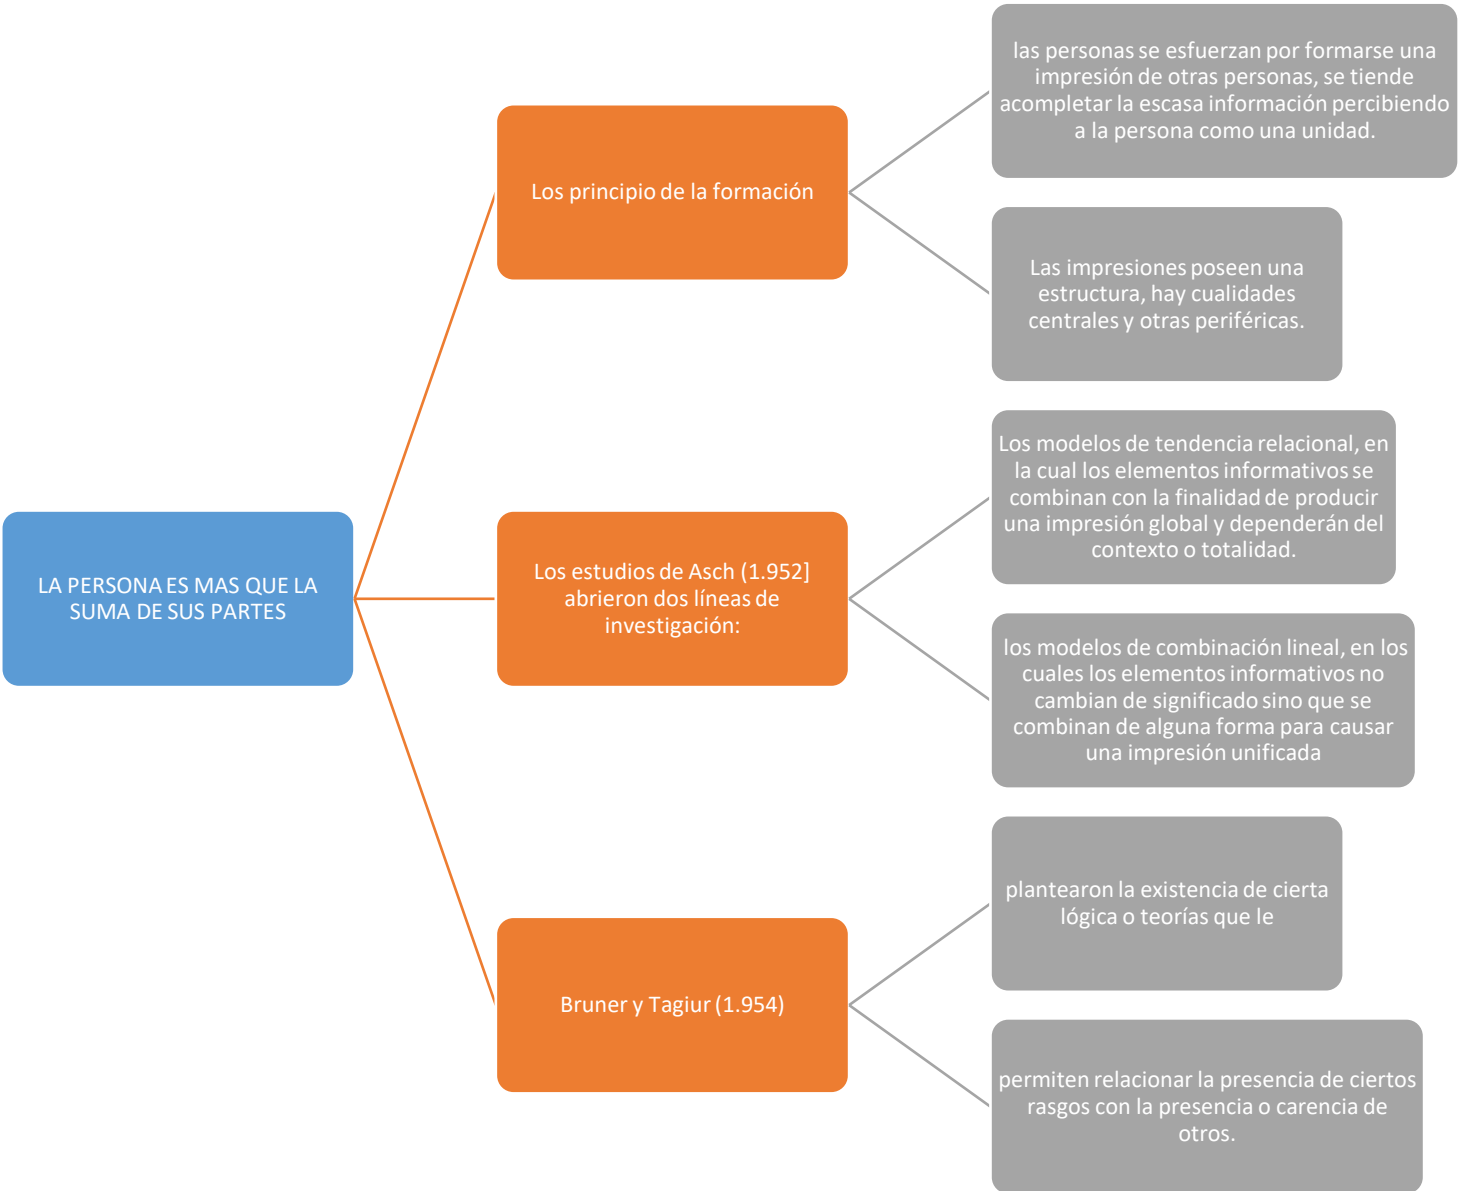 LA PERSONA ES MAS QUE LA
SUMA DE SUS PARTES
Los principio de la formación
las personas se esfuerzan por formarse una
impresión de otras personas, se tiende
acompletar la escasa información percibiendo
a la persona como una unidad.
Las impresiones poseen una
estructura, hay cualidades
centrales y otras periféricas.
Los estudios de Asch (1.952]
abrieron dos líneas de
investigación:
Los modelos de tendencia relacional, en
la cual los elementos informativos se
combinan con la finalidad de producir
una impresión global y dependerán del
contexto o totalidad.
los modelos de combinación lineal, en los
cuales los elementos informativos no
cambian de significado sino que se
combinan de alguna forma para causar
una impresión unificada
Bruner y Tagiur (1.954)
plantearon la existencia de cierta
lógica o teorías que le
permiten relacionar la presencia de ciertos
rasgos con la presencia o carencia de
otros.